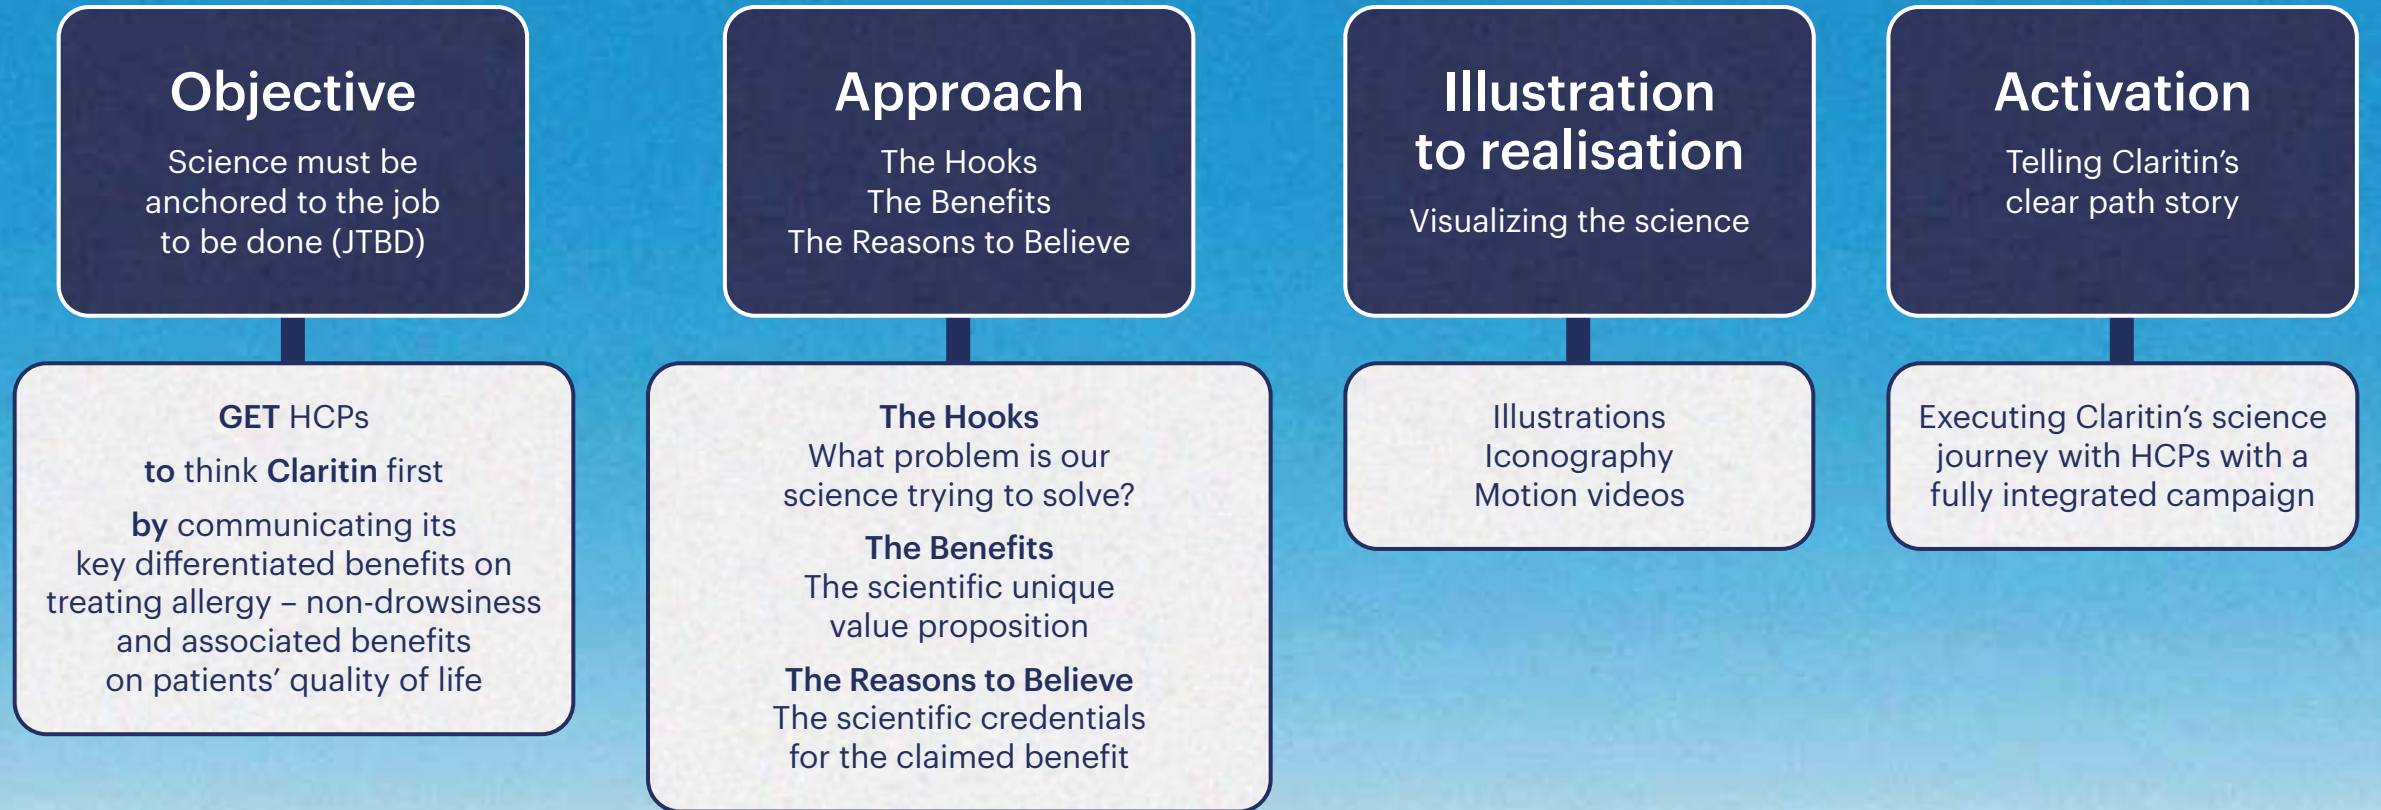 Objective
Science must be
anchored to the job
to be done (JTBD)
GET HCPs
to think Claritin first
by communicating its
key differentiated benefits on
treating allergy – non-drowsiness
and associated benefits
on patients’ quality of life
Approach
The Hooks
The Benefits
The Reasons to Believe
The Hooks
What problem is our
science trying to solve?
The Benefits
The scientific unique
value proposition
The Reasons to Believe
The scientific credentials
for the claimed benefit
Illustration
to realisation
Visualizing the science
Illustrations
Iconography
Motion videos
Activation
Telling Claritin’s
clear path story
Executing Claritin’s science
journey with HCPs with a
fully integrated campaign